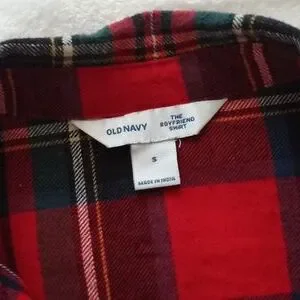 OLD NAVY
THE
BOYFRIEND
SHIRT
S
MADE IN INDIA